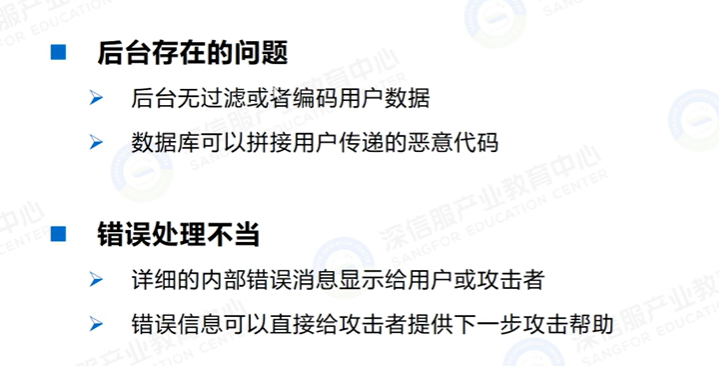 后台存在的问题
后台无过滤或者编码用户数据
数据库可以拼接用户传递的恶意代码
错误处理不当
详细的内部错误消息显示给用户或攻击者
错误信息可以直接给攻击者提供下一步攻击帮助
深信服产业教育中心
SANGFOR EDUCATION CENTER